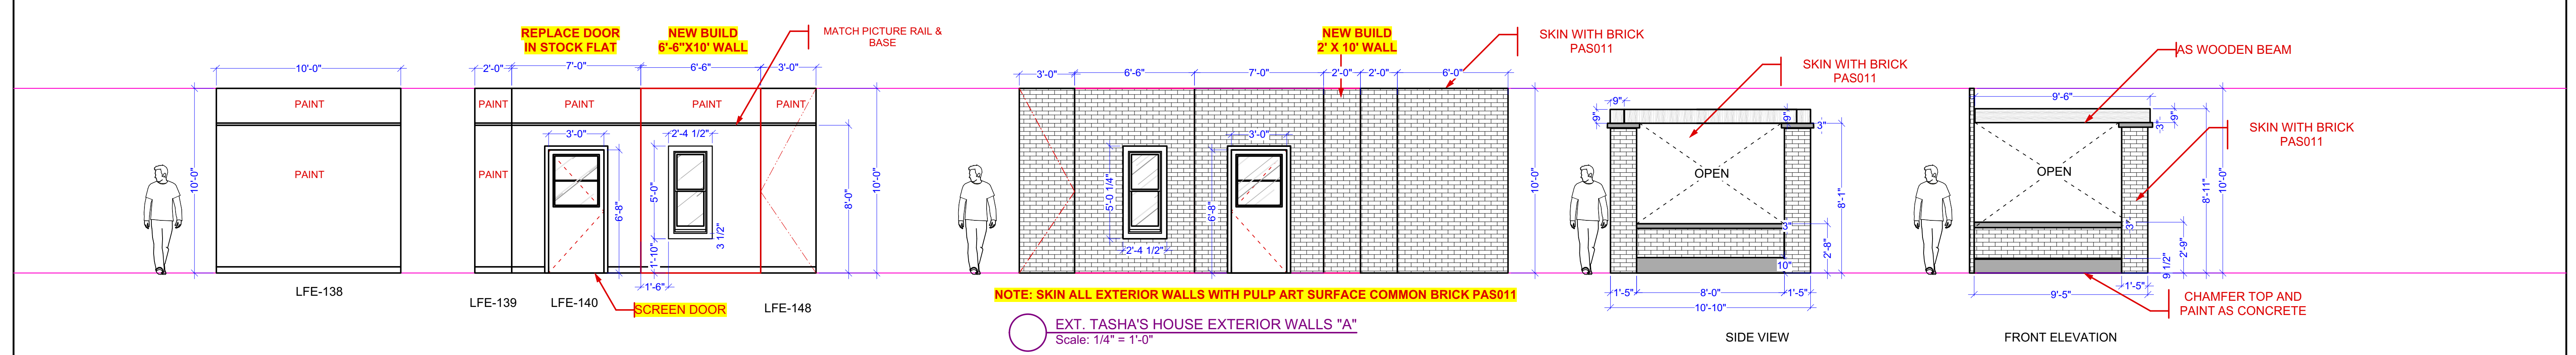 REPLACE DOOR
IN STOCK FLAT
NEW BUILD
6'-6"X10' WALL
MATCH PICTURE RAIL &
BASE
10'-0"
2'-0"
7'-0"
6'-6"
3'-0"
PAINT
PAINT
PAINT
PAINT
PAINT
PAINT
PAINT
10'-0"
3'-0"
2'-4 1/2"
5'-0"
6'-8"
1'-10"
3 1/2"
1'-6"
8'-0"
10'-0"
LFE-138
LFE-139
LFE-140
SCREEN DOOR
LFE-148
NEW BUILD
2' X 10' WALL
SKIN WITH BRICK
PAS011
3'-0"
6'-6"
7'-0"
2'-0"
2'-0"
6'-0"
3'-0"
5'-0 1/4"
6'-8"
2'-4 1/2"
10'-0"
NOTE: SKIN ALL EXTERIOR WALLS WITH PULP ART SURFACE COMMON BRICK PAS011
EXT. TASHA'S HOUSE EXTERIOR WALLS "A"
Scale: 1/4" = 1'-0"
SKIN WITH BRICK
PAS011
9"
9"
9"
3"
OPEN
8'-1"
3"
2'-8"
10"
1'-5"
8'-0"
1'-5"
10'-10"
SIDE VIEW
AS WOODEN BEAM
9'-6"
9"
3"
SKIN WITH BRICK
PAS011
OPEN
8'-11"
10'-0"
3"
2'-9"
9 1/2"
1'-5"
9'-5"
CHAMFER TOP AND
PAINT AS CONCRETE
FRONT ELEVATION